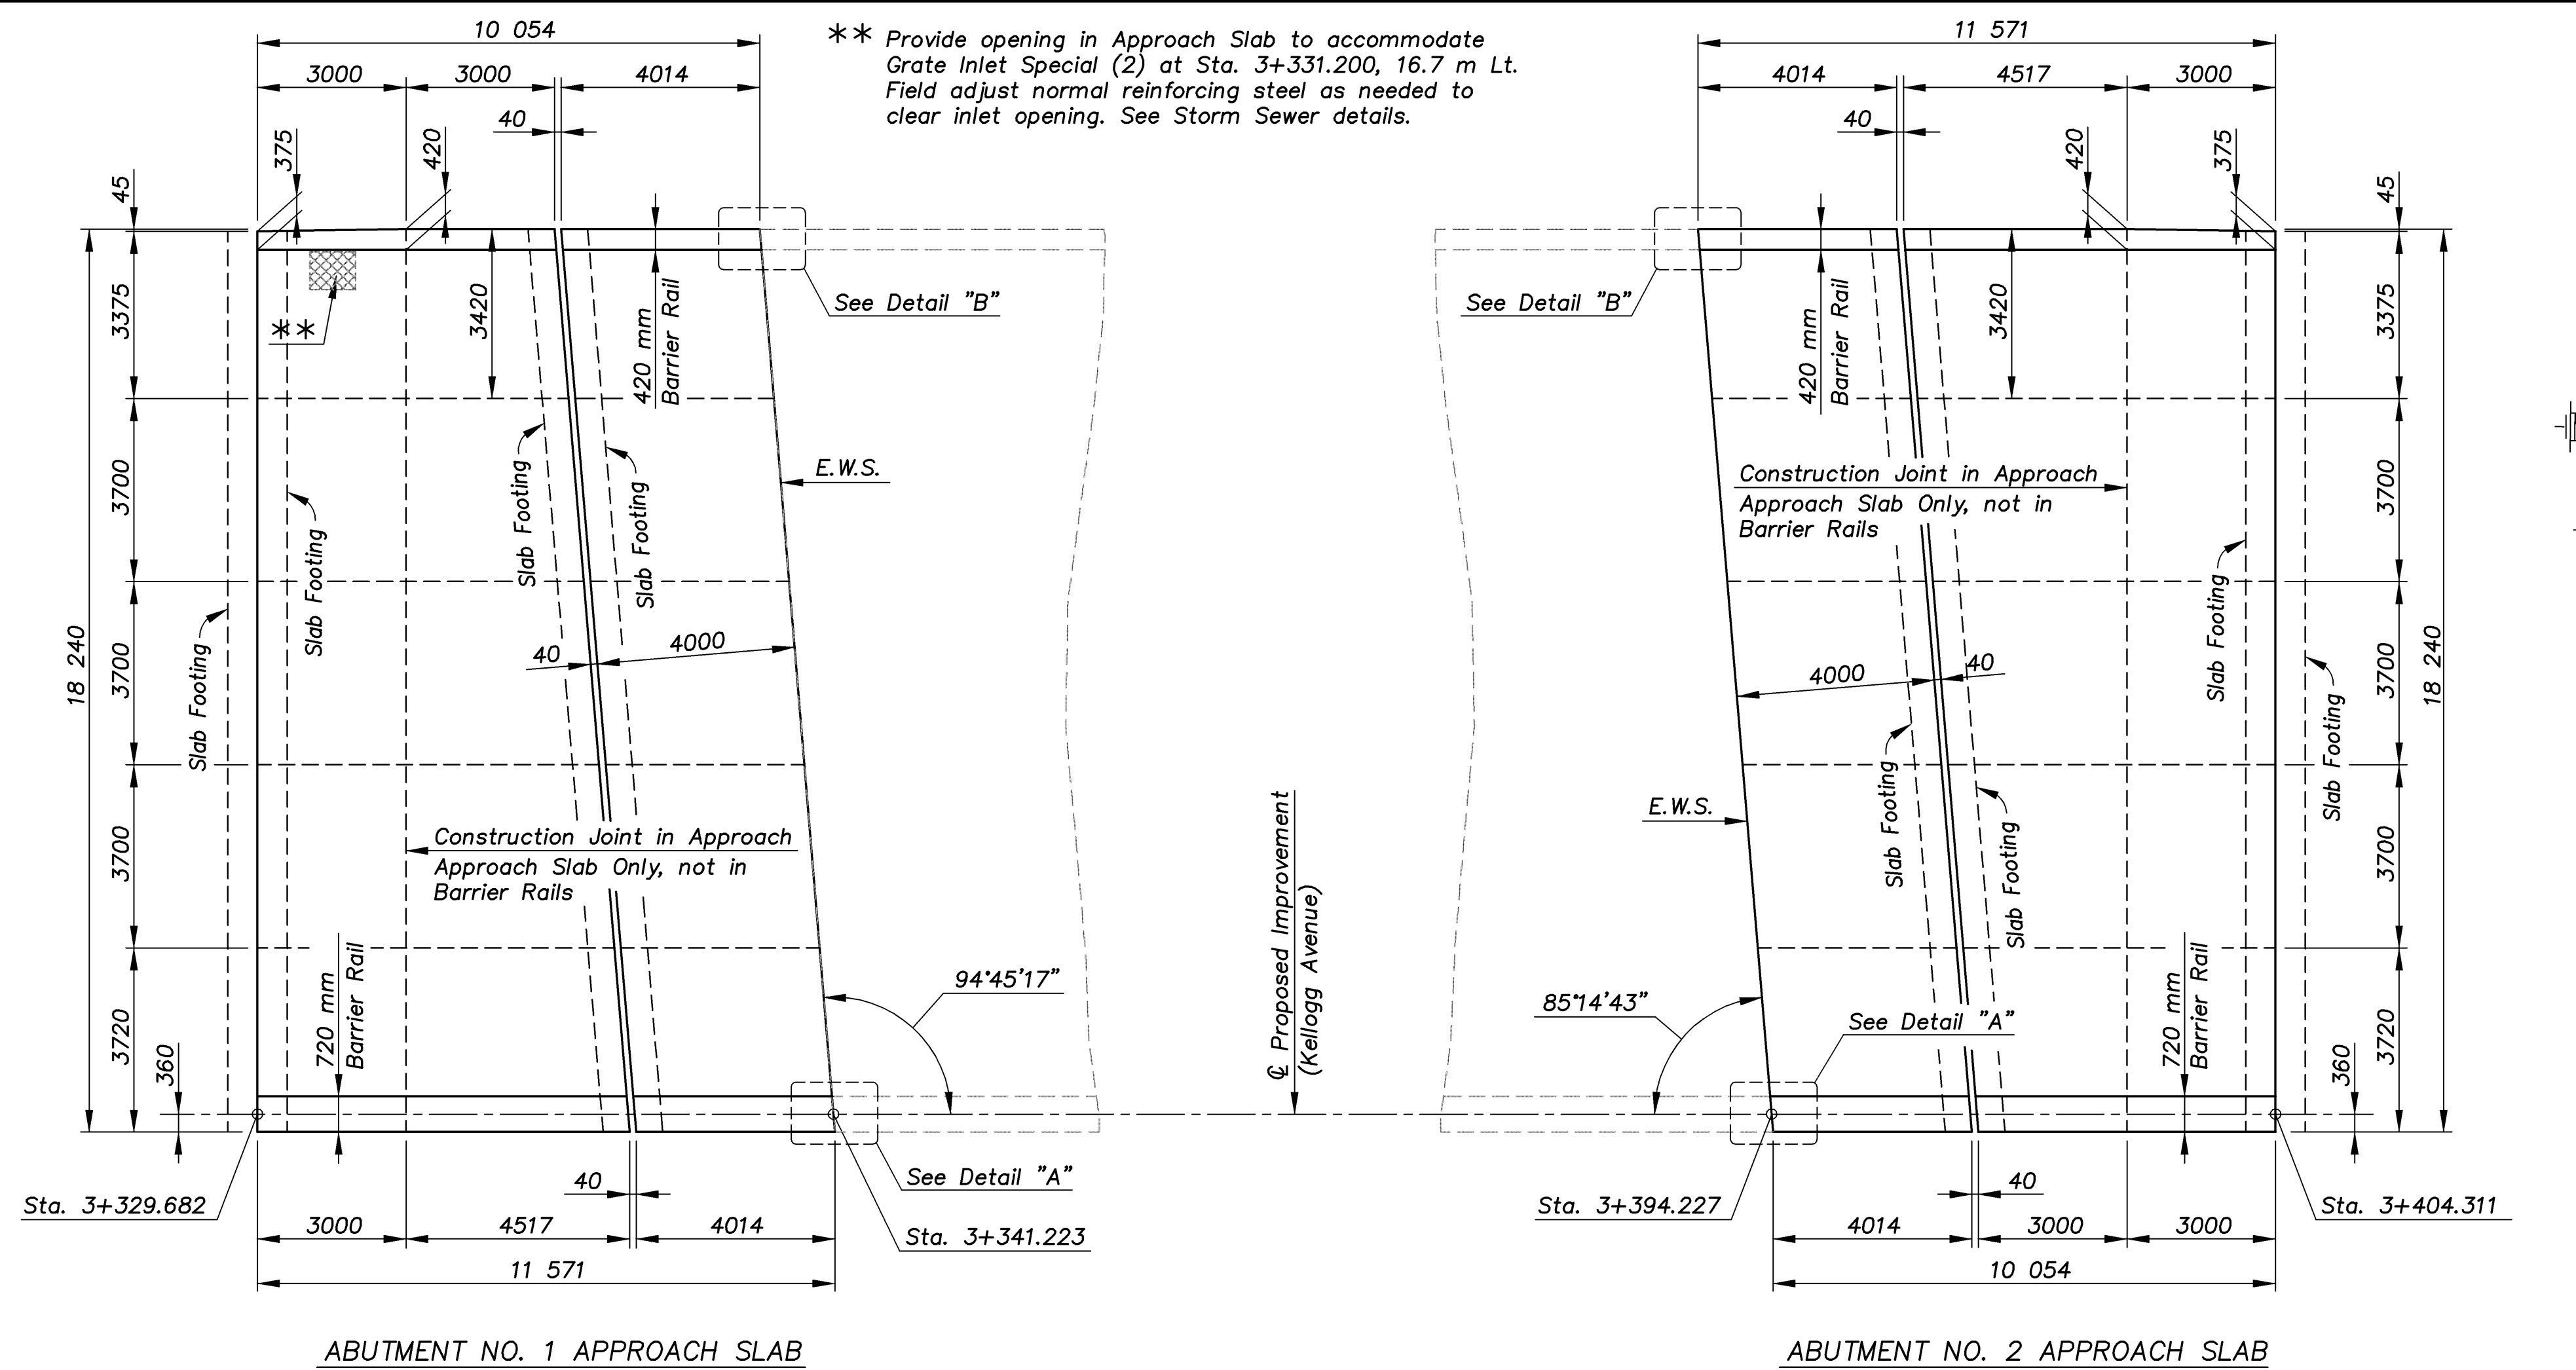 10 054
3000
3000
4014
40
375
420
** Provide opening in Approach Slab to accommodate
Grate Inlet Special (2) at Sta. 3+331.200, 16.7 m Lt.
Field adjust normal reinforcing steel as needed to
clear inlet opening. See Storm Sewer details.
45
3375
3700
3700
3700
3720
360
18 240
**
3420
420 mm
Barrier Rail
See Detail "B"
E.W.S.
Slab Footing
Slab Footing
Slab Footing
Slab Footing
40
4000
Construction Joint in Approach
Approach Slab Only, not in
Barrier Rails
720 mm
Barrier Rail
94°45'17"
See Detail "A"
Sta. 3+329.682
Sta. 3+341.223
40
3000
4517
4014
11 571
ABUTMENT NO. 1 APPROACH SLAB
℄ Proposed Improvement
(Kellogg Avenue)
11 571
4014
4517
3000
40
420
375
45
3375
3700
3700
3700
3720
360
18 240
See Detail "B"
420 mm
Barrier Rail
3420
Construction Joint in Approach
Approach Slab Only, not in
Barrier Rails
4000
40
Slab Footing
Slab Footing
Slab Footing
Slab Footing
E.W.S.
85°14'43"
See Detail "A"
720 mm
Barrier Rail
Sta. 3+394.227
Sta. 3+404.311
40
4014
3000
3000
10 054
ABUTMENT NO. 2 APPROACH SLAB